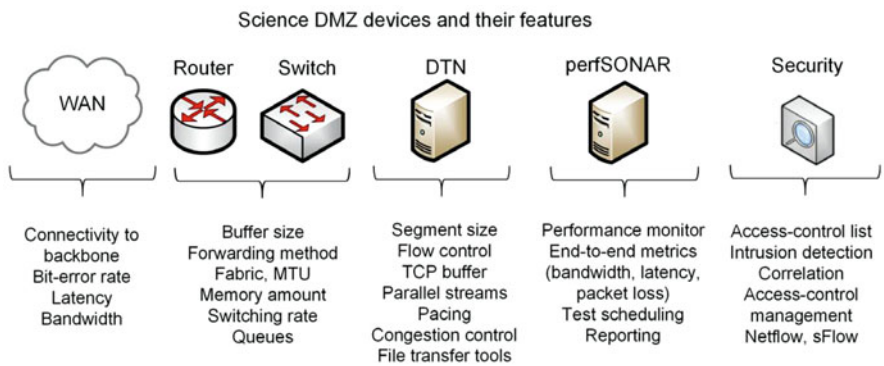 Science DMZ devices and their features
WAN
Router
Switch
DTN
perfSONAR
Security
Connectivity to
backbone
Bit-error rate
Latency
Bandwidth
Buffer size
Forwarding method
Fabric, MTU
Memory amount
Switching rate
Queues
Segment size
Flow control
TCP buffer
Parallel streams
Pacing
Congestion control
File transfer tools
Performance monitor
End-to-end metrics
(bandwidth, latency,
packet loss)
Test scheduling
Reporting
Access-control list
Intrusion detection
Correlation
Access-control
management
Netflow, sFlow